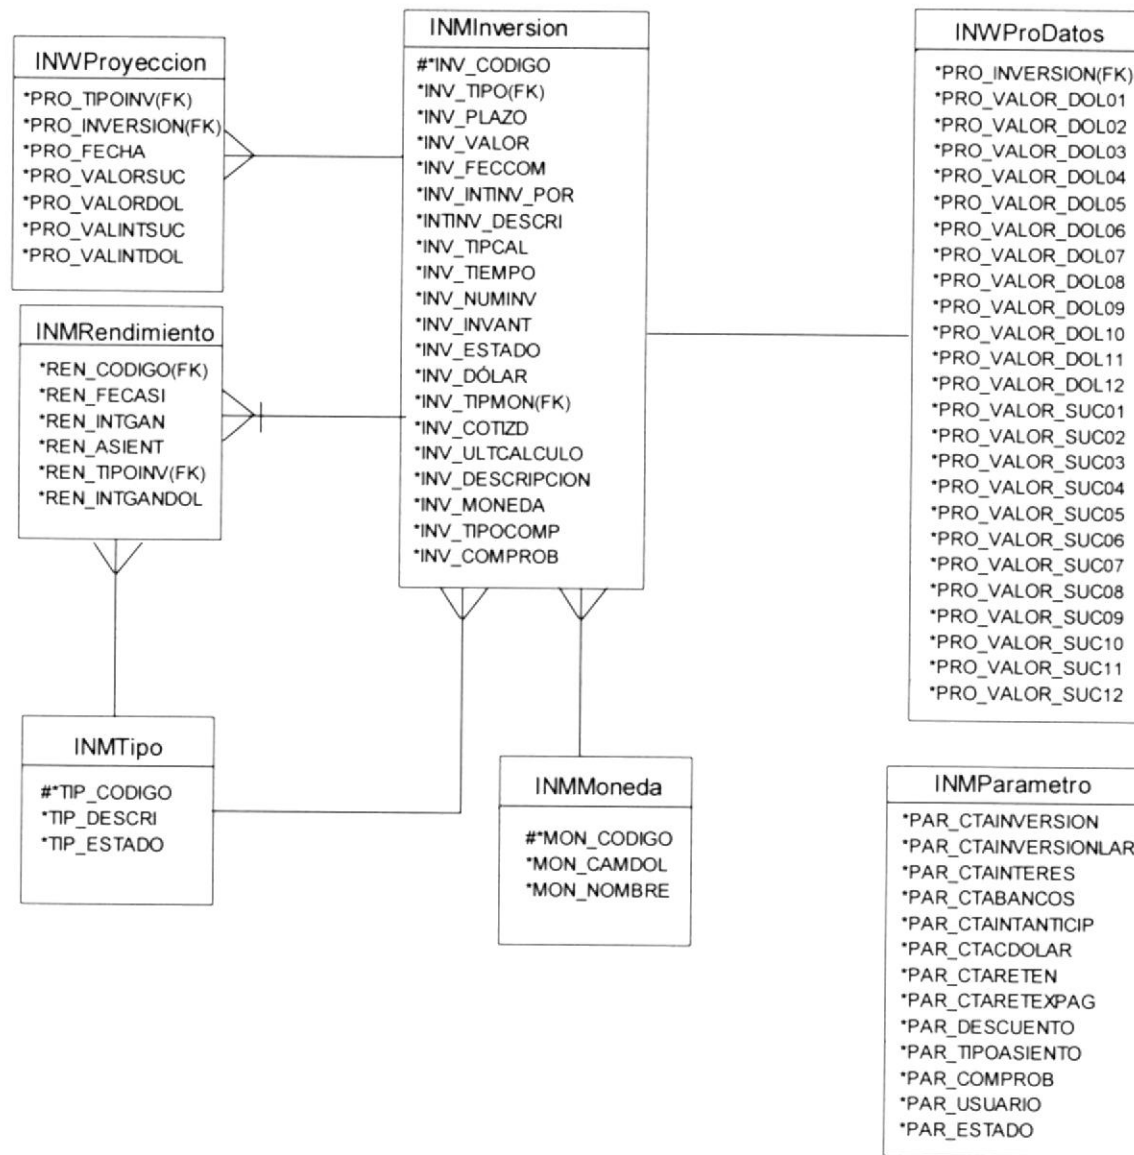 INWProyeccion
*PRO_TIPOINV(FK)
*PRO_INVERSION(FK)
*PRO_FECHA
*PRO_VALORSUC
*PRO_VALORDOL
*PRO_VALINTSUC
*PRO_VALINTDOL
INMRendimiento
*REN_CODIGO(FK)
*REN_FECASI
*REN_INTGAN
*REN_ASIENT
*REN_TIPOINV(FK)
*REN_INTGANDOL
INMTipo
#*TIP_CODIGO
*TIP_DESCRI
*TIP_ESTADO
INMInversion
#*INV_CODIGO
*INV_TIPO(FK)
*INV_PLAZO
*INV_VALOR
*INV_FECCOM
*INV_INTINV_POR
*INTINV_DESCRI
*INV_TIPCAL
*INV_TIEMPO
*INV_NUMINV
*INV_INVANT
*INV_ESTADO
*INV_DÓLAR
*INV_TIPMON(FK)
*INV_COTIZD
*INV_ULTCALCULO
*INV_DESCRIPCION
*INV_MONEDA
*INV_TIPOCOMP
*INV_COMPROB
INMMoneda
#*MON_CODIGO
*MON_CAMDOL
*MON_NOMBRE
INWProDatos
*PRO_INVERSION(FK)
*PRO_VALOR_DOL01
*PRO_VALOR_DOL02
*PRO_VALOR_DOL03
*PRO_VALOR_DOL04
*PRO_VALOR_DOL05
*PRO_VALOR_DOL06
*PRO_VALOR_DOL07
*PRO_VALOR_DOL08
*PRO_VALOR_DOL09
*PRO_VALOR_DOL10
*PRO_VALOR_DOL11
*PRO_VALOR_DOL12
*PRO_VALOR_SUC01
*PRO_VALOR_SUC02
*PRO_VALOR_SUC03
*PRO_VALOR_SUC04
*PRO_VALOR_SUC05
*PRO_VALOR_SUC06
*PRO_VALOR_SUC07
*PRO_VALOR_SUC08
*PRO_VALOR_SUC09
*PRO_VALOR_SUC10
*PRO_VALOR_SUC11
*PRO_VALOR_SUC12
INMParametro
*PAR_CTAINVERSION
*PAR_CTAINVERSIONLAR
*PAR_CTAINTERES
*PAR_CTABANCOS
*PAR_CTAINTANTICIP
*PAR_CTACDOLAR
*PAR_CTARETEN
*PAR_CTARETEXPAG
*PAR_DESCUENTO
*PAR_TIPOASIENTO
*PAR_COMPROB
*PAR_USUARIO
*PAR_ESTADO